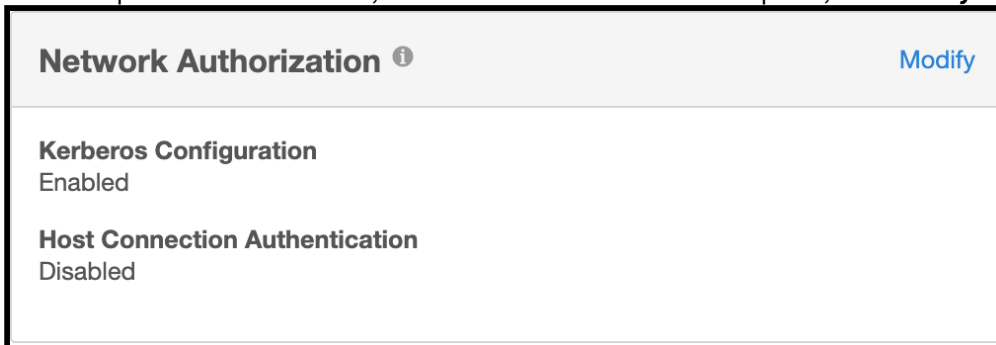 Network Authorization
Modify
Kerberos Configuration
Enabled
Host Connection Authentication
Disabled